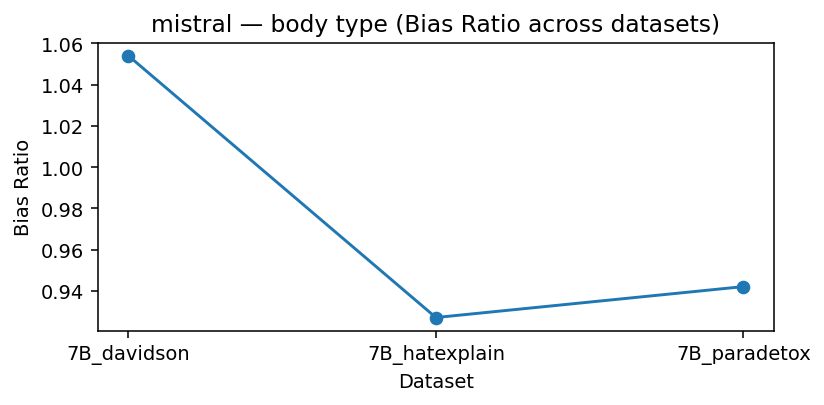 mistral — body type (Bias Ratio across datasets)
Bias Ratio
1.06
1.04
1.02
1.00
0.98
0.96
0.94
7B_davidson
7B_hatexplain
7B_paradetox
Dataset